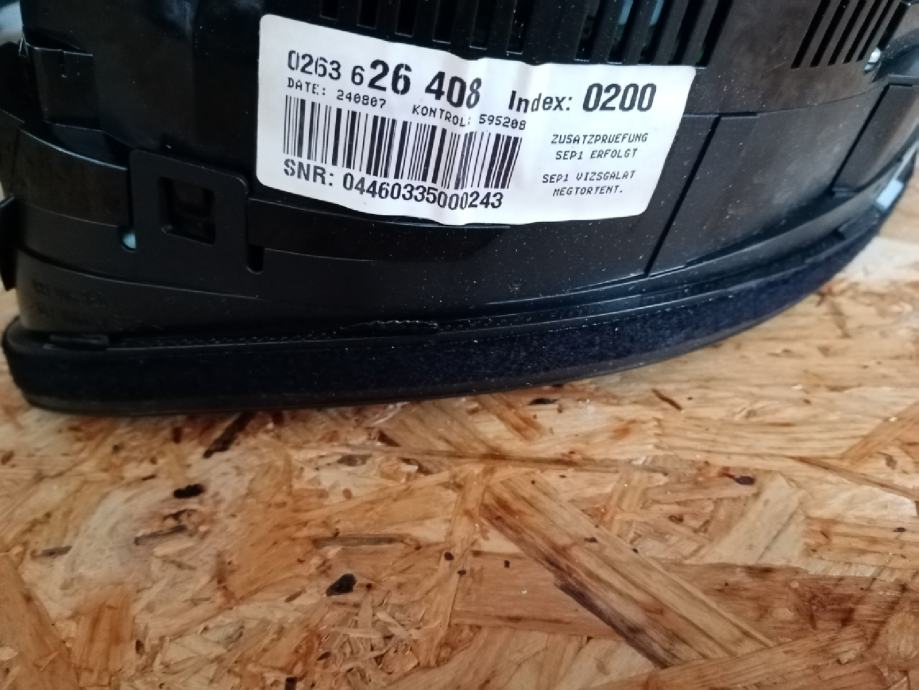 0263 626 408 Index: 0200
DATE: 240807 KONTROL: 595208
ZUSATZPRUEFUNG
SEP1 ERFOLGT
SEP1 VIZSGALAT
MEGTORTENT.
SNR: 04460335000243